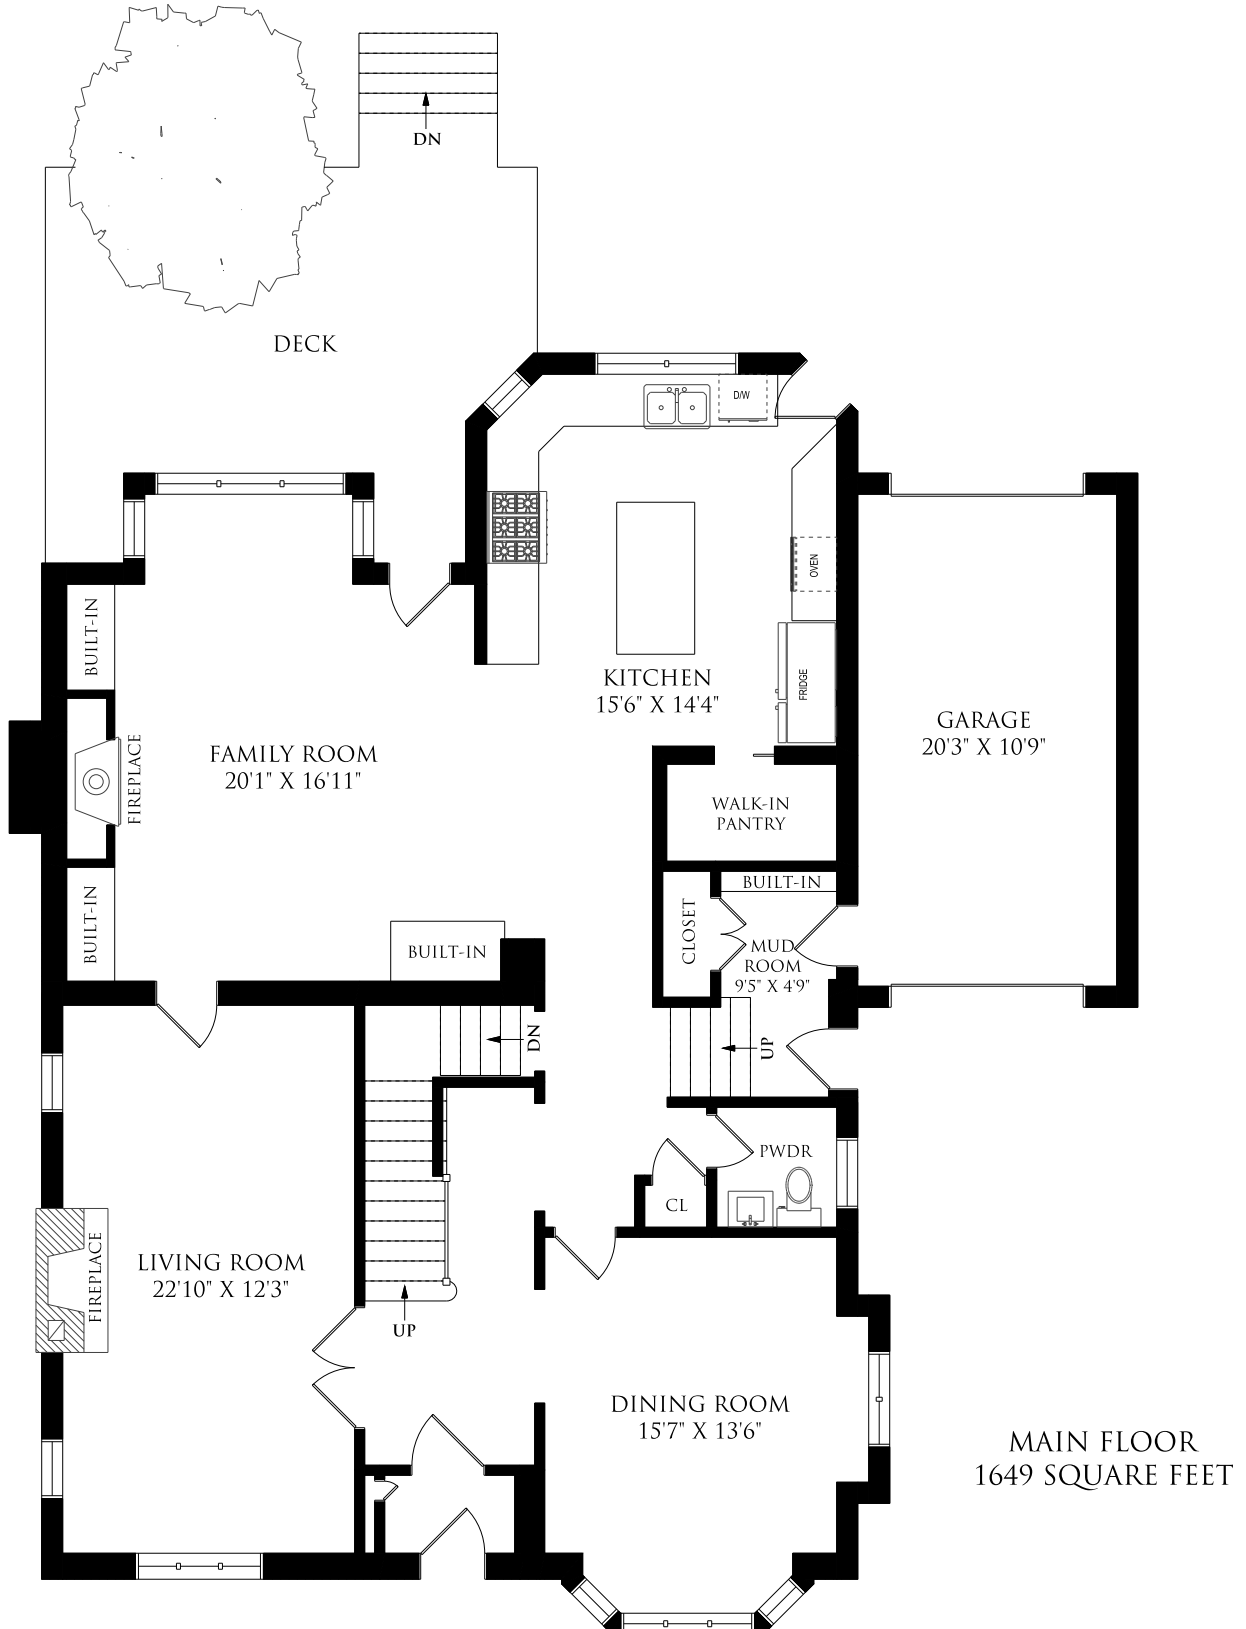 DN
DECK
D/W
OVEN
BUILT-IN
FRIDGE
KITCHEN
15'6" X 14'4"
GARAGE
20'3" X 10'9"
FAMILY ROOM
20'1" X 16'11"
FIREPLACE
WALK-IN
PANTRY
BUILT-IN
BUILT-IN
CLOSET
BUILT-IN
MUD
ROOM
9'5" X 4'9"
DN
UP
PWDR
CL
LIVING ROOM
22'10" X 12'3"
FIREPLACE
UP
DINING ROOM
15'7" X 13'6"
MAIN FLOOR
1649 SQUARE FEET